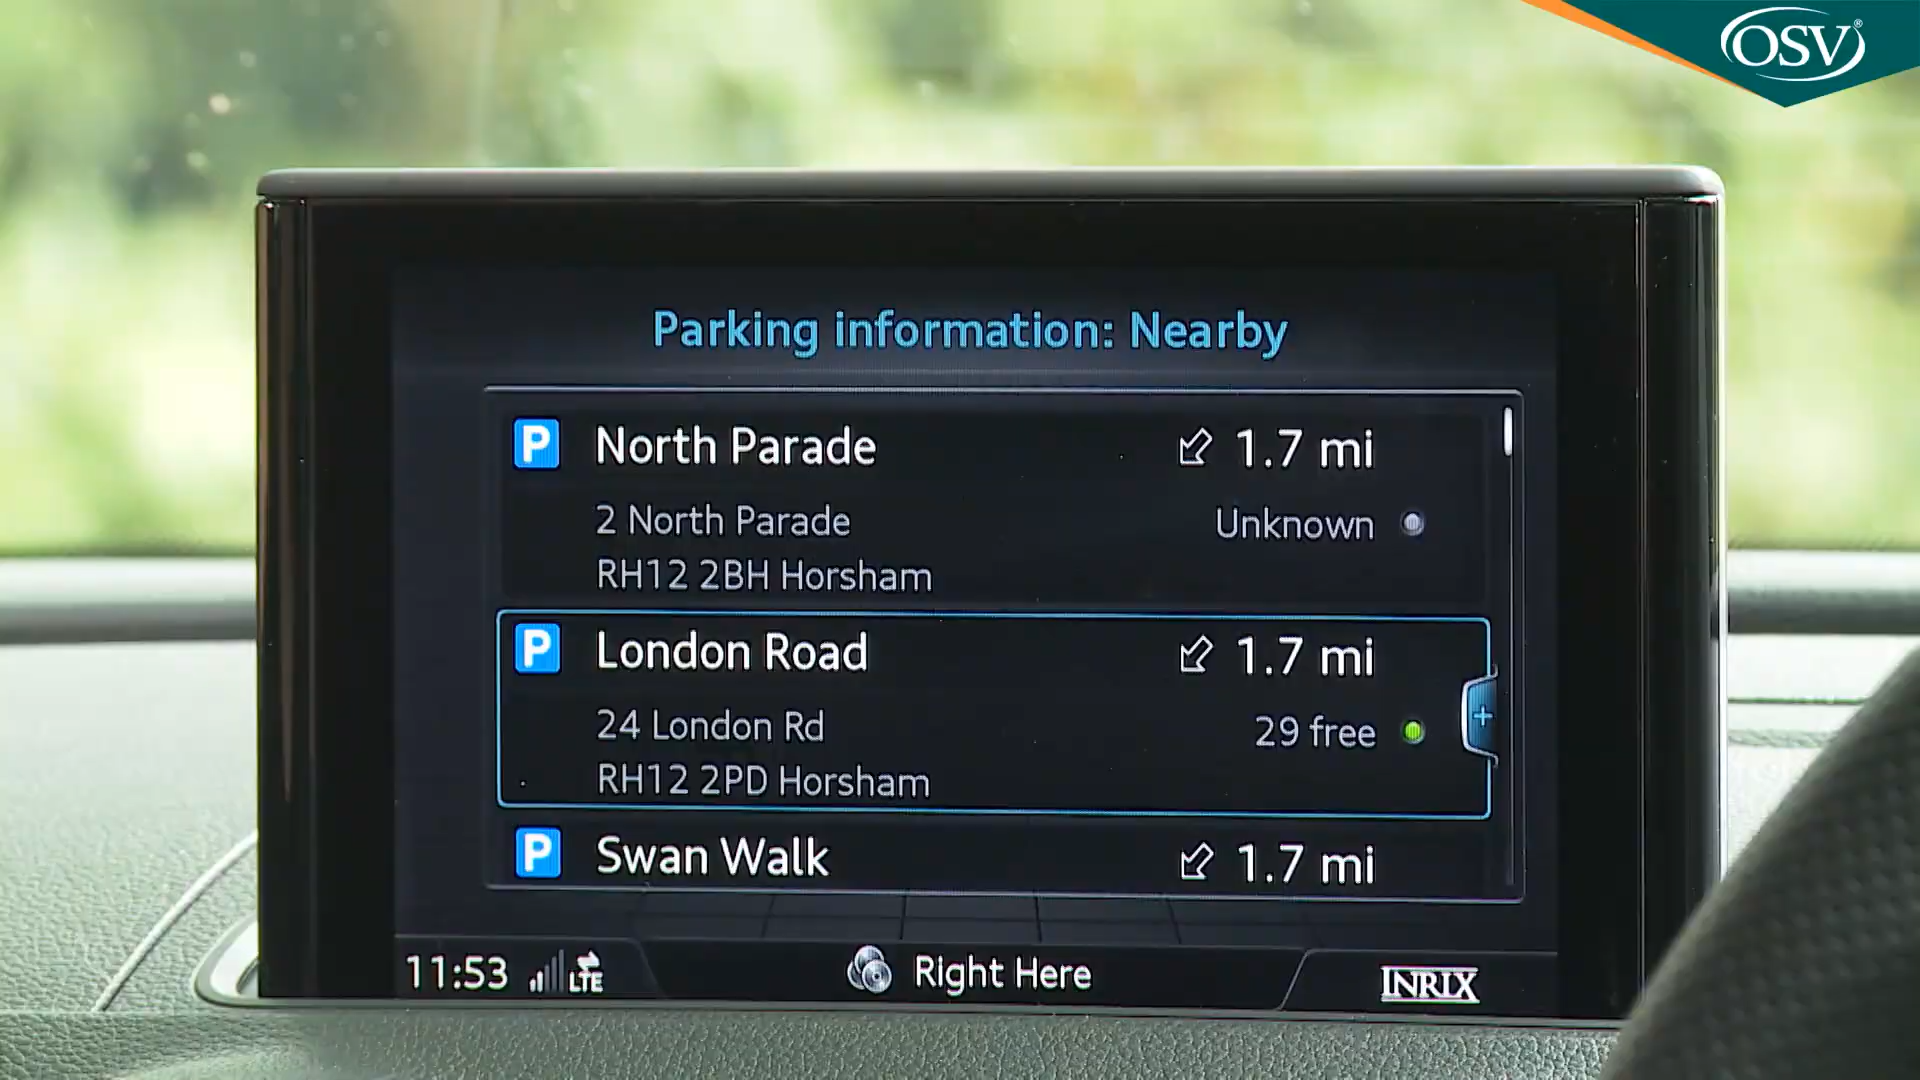 OSV®
Parking information: Nearby
P North Parade 1.7 mi
2 North Parade Unknown
RH12 2BH Horsham
P London Road 1.7 mi
24 London Rd 29 free
+
RH12 2PD Horsham
P Swan Walk 1.7 mi
11:53 LTE Right Here INRIX